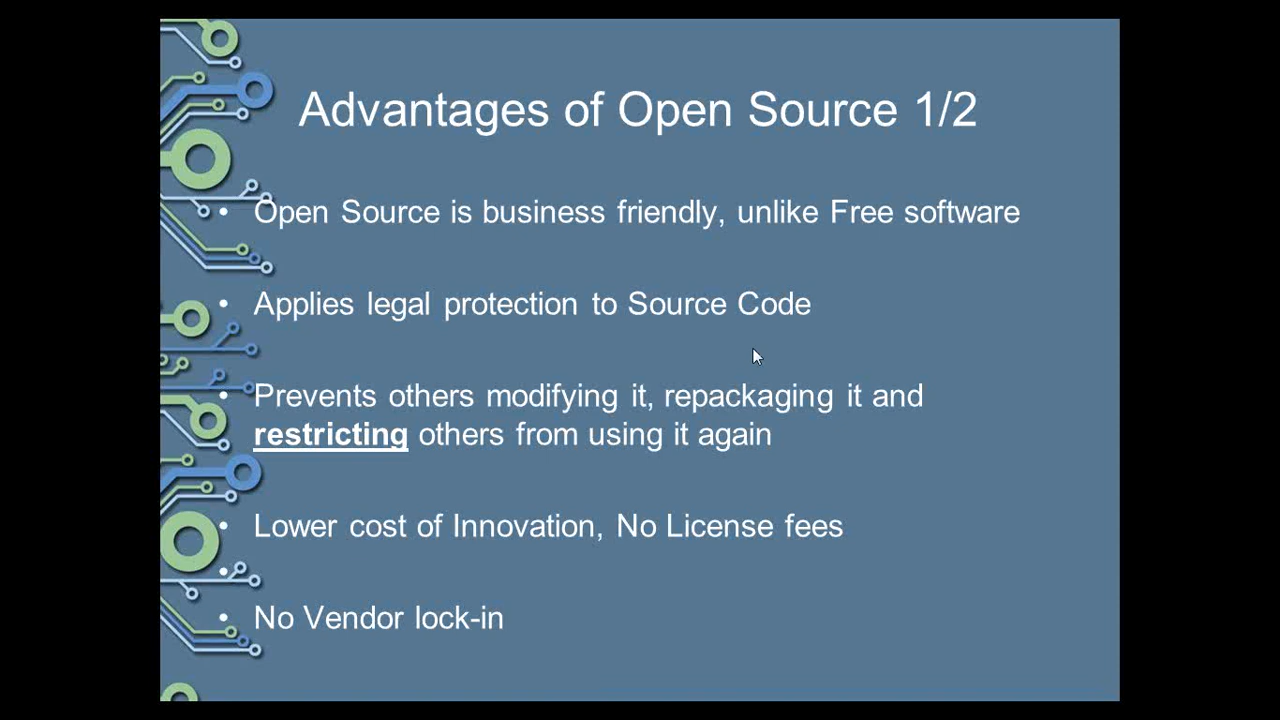 Advantages of Open Source 1/2
• Open Source is business friendly, unlike Free software
• Applies legal protection to Source Code
• Prevents others modifying it, repackaging it and
restricting others from using it again
• Lower cost of Innovation, No License fees
•
• No Vendor lock-in